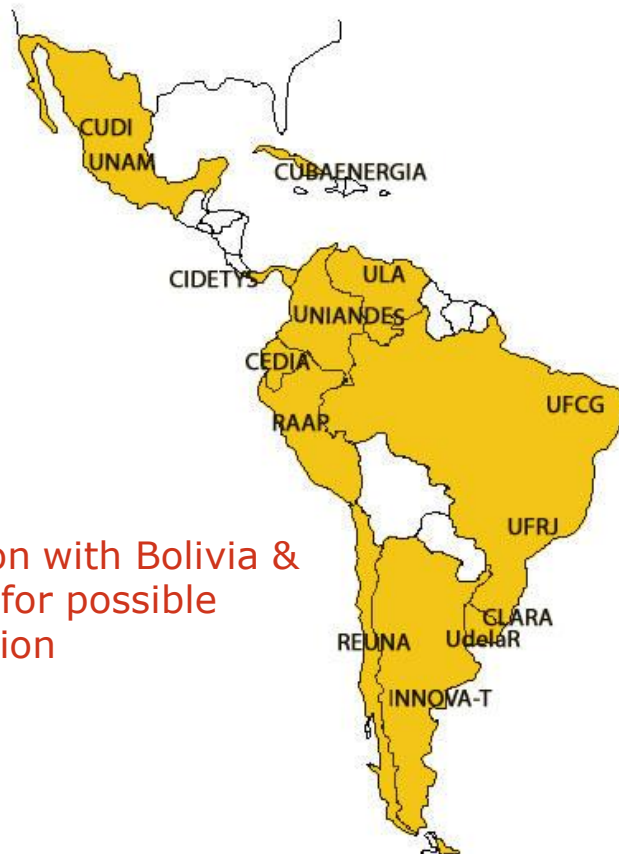 CUDI
UNAM
CUBAENERGIA
CIDETYS
ULA
UNIANDES
CEDIA
RAAP
UFCG
UFRJ
on with Bolivia &
for possible
ion
CLARA
UdelaR
REUNA
INNOVA-T